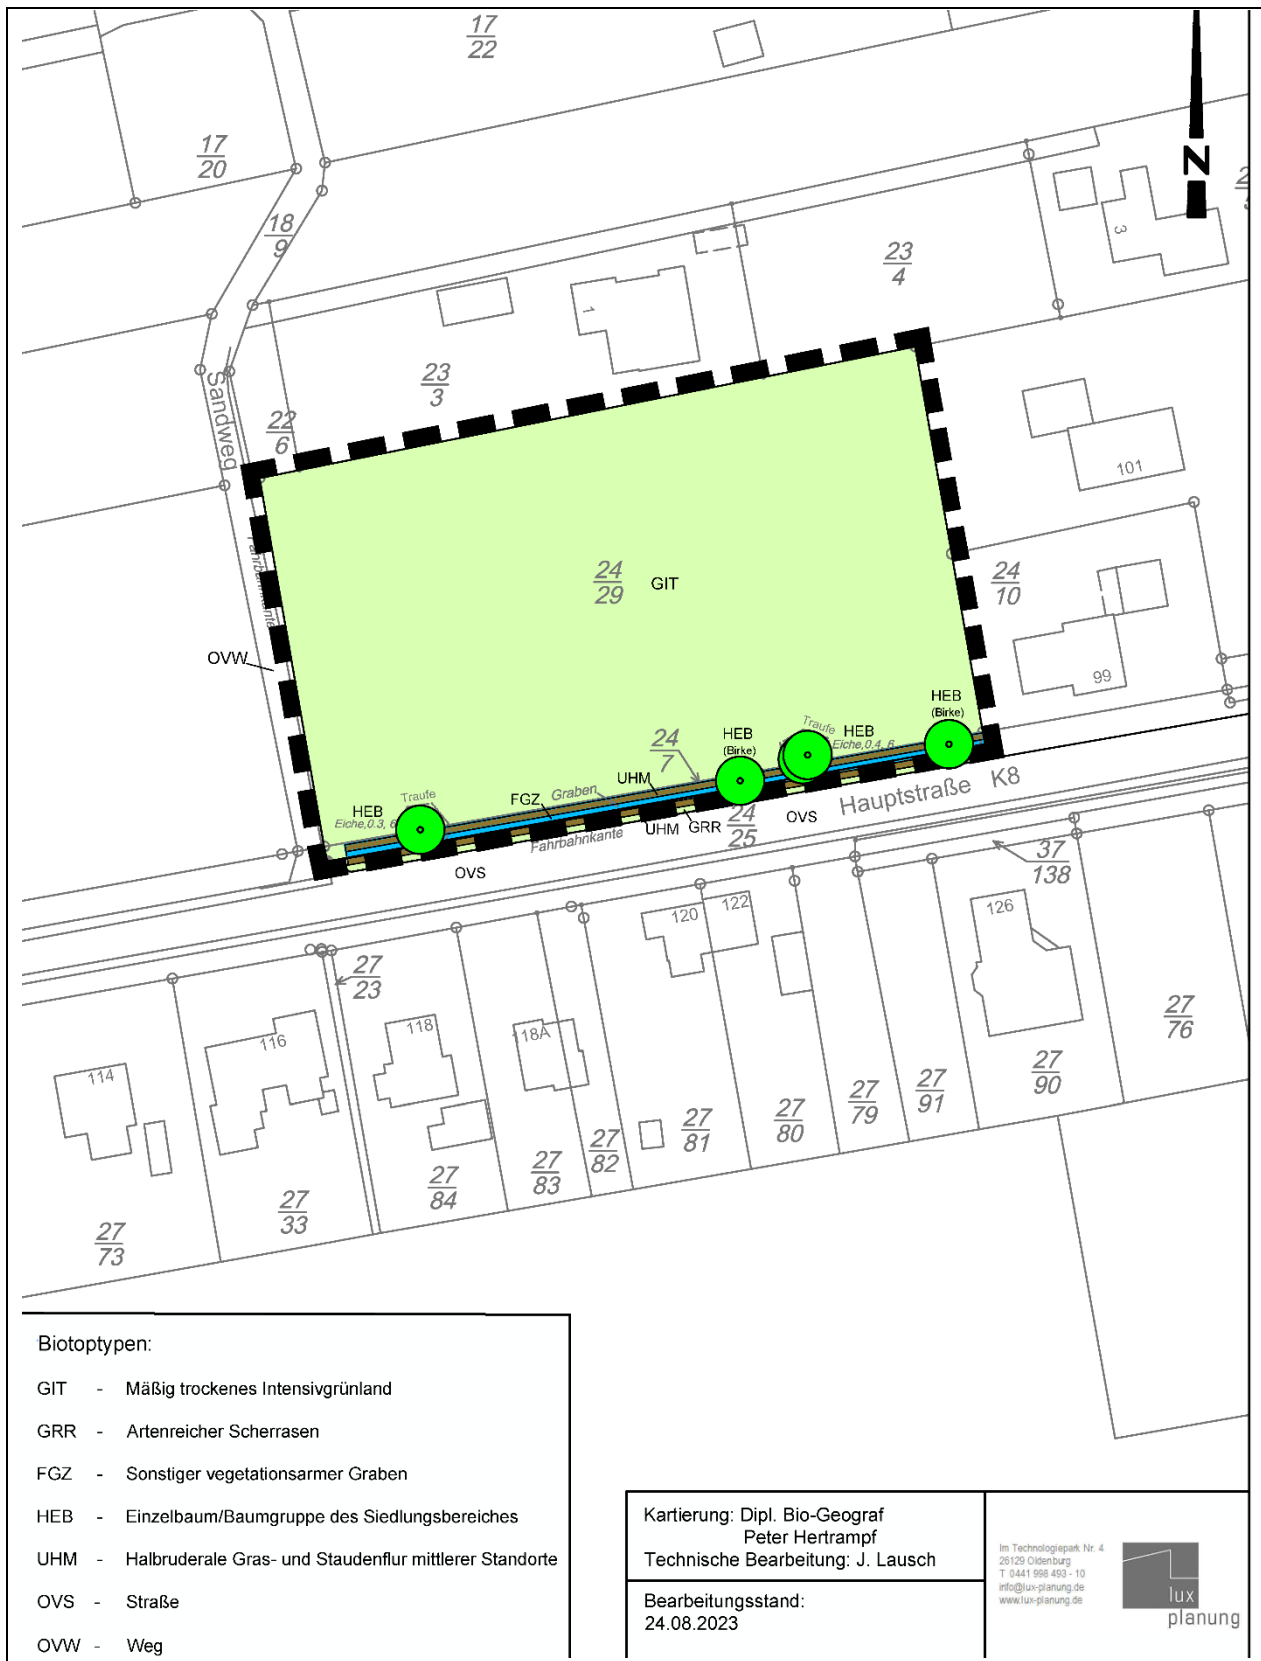 17
22
17
20
18
9
3
23
4
1
23
3
22
6
Sandweg
101
Fahrbahnkante
24
29
GIT
24
10
OVW
99
HEB
(Birke)
Traufe
HEB
Eiche,0.4, 6
HEB
(Birke)
24
7
UHM
Graben
FGZ
HEB
Traufe
Eiche,0.3, 6
Hauptstraße K8
OVS
24
25
GRR
UHM
Fahrbahnkante
OVS
37
138
120
122
126
27
23
118
118A
116
114
27
76
27
90
27
91
27
79
27
80
27
81
27
82
27
83
27
84
27
33
27
73
N
Biotoptypen:
GIT - Mäßig trockenes Intensivgrünland
GRR - Artenreicher Scherrasen
FGZ - Sonstiger vegetationsarmer Graben
HEB - Einzelbaum/Baumgruppe des Siedlungsbereiches
UHM - Halbruderale Gras- und Staudenflur mittlerer Standorte
OVS - Straße
OVW - Weg
Kartierung: Dipl. Bio-Geograf
Peter Hertrampf
Technische Bearbeitung: J. Lausch
Bearbeitungsstand:
24.08.2023
Im Technologiepark Nr. 4
26129 Oldenburg
T 0441 998 493 - 10
info@lux-planung.de
www.lux-planung.de
lux
planung